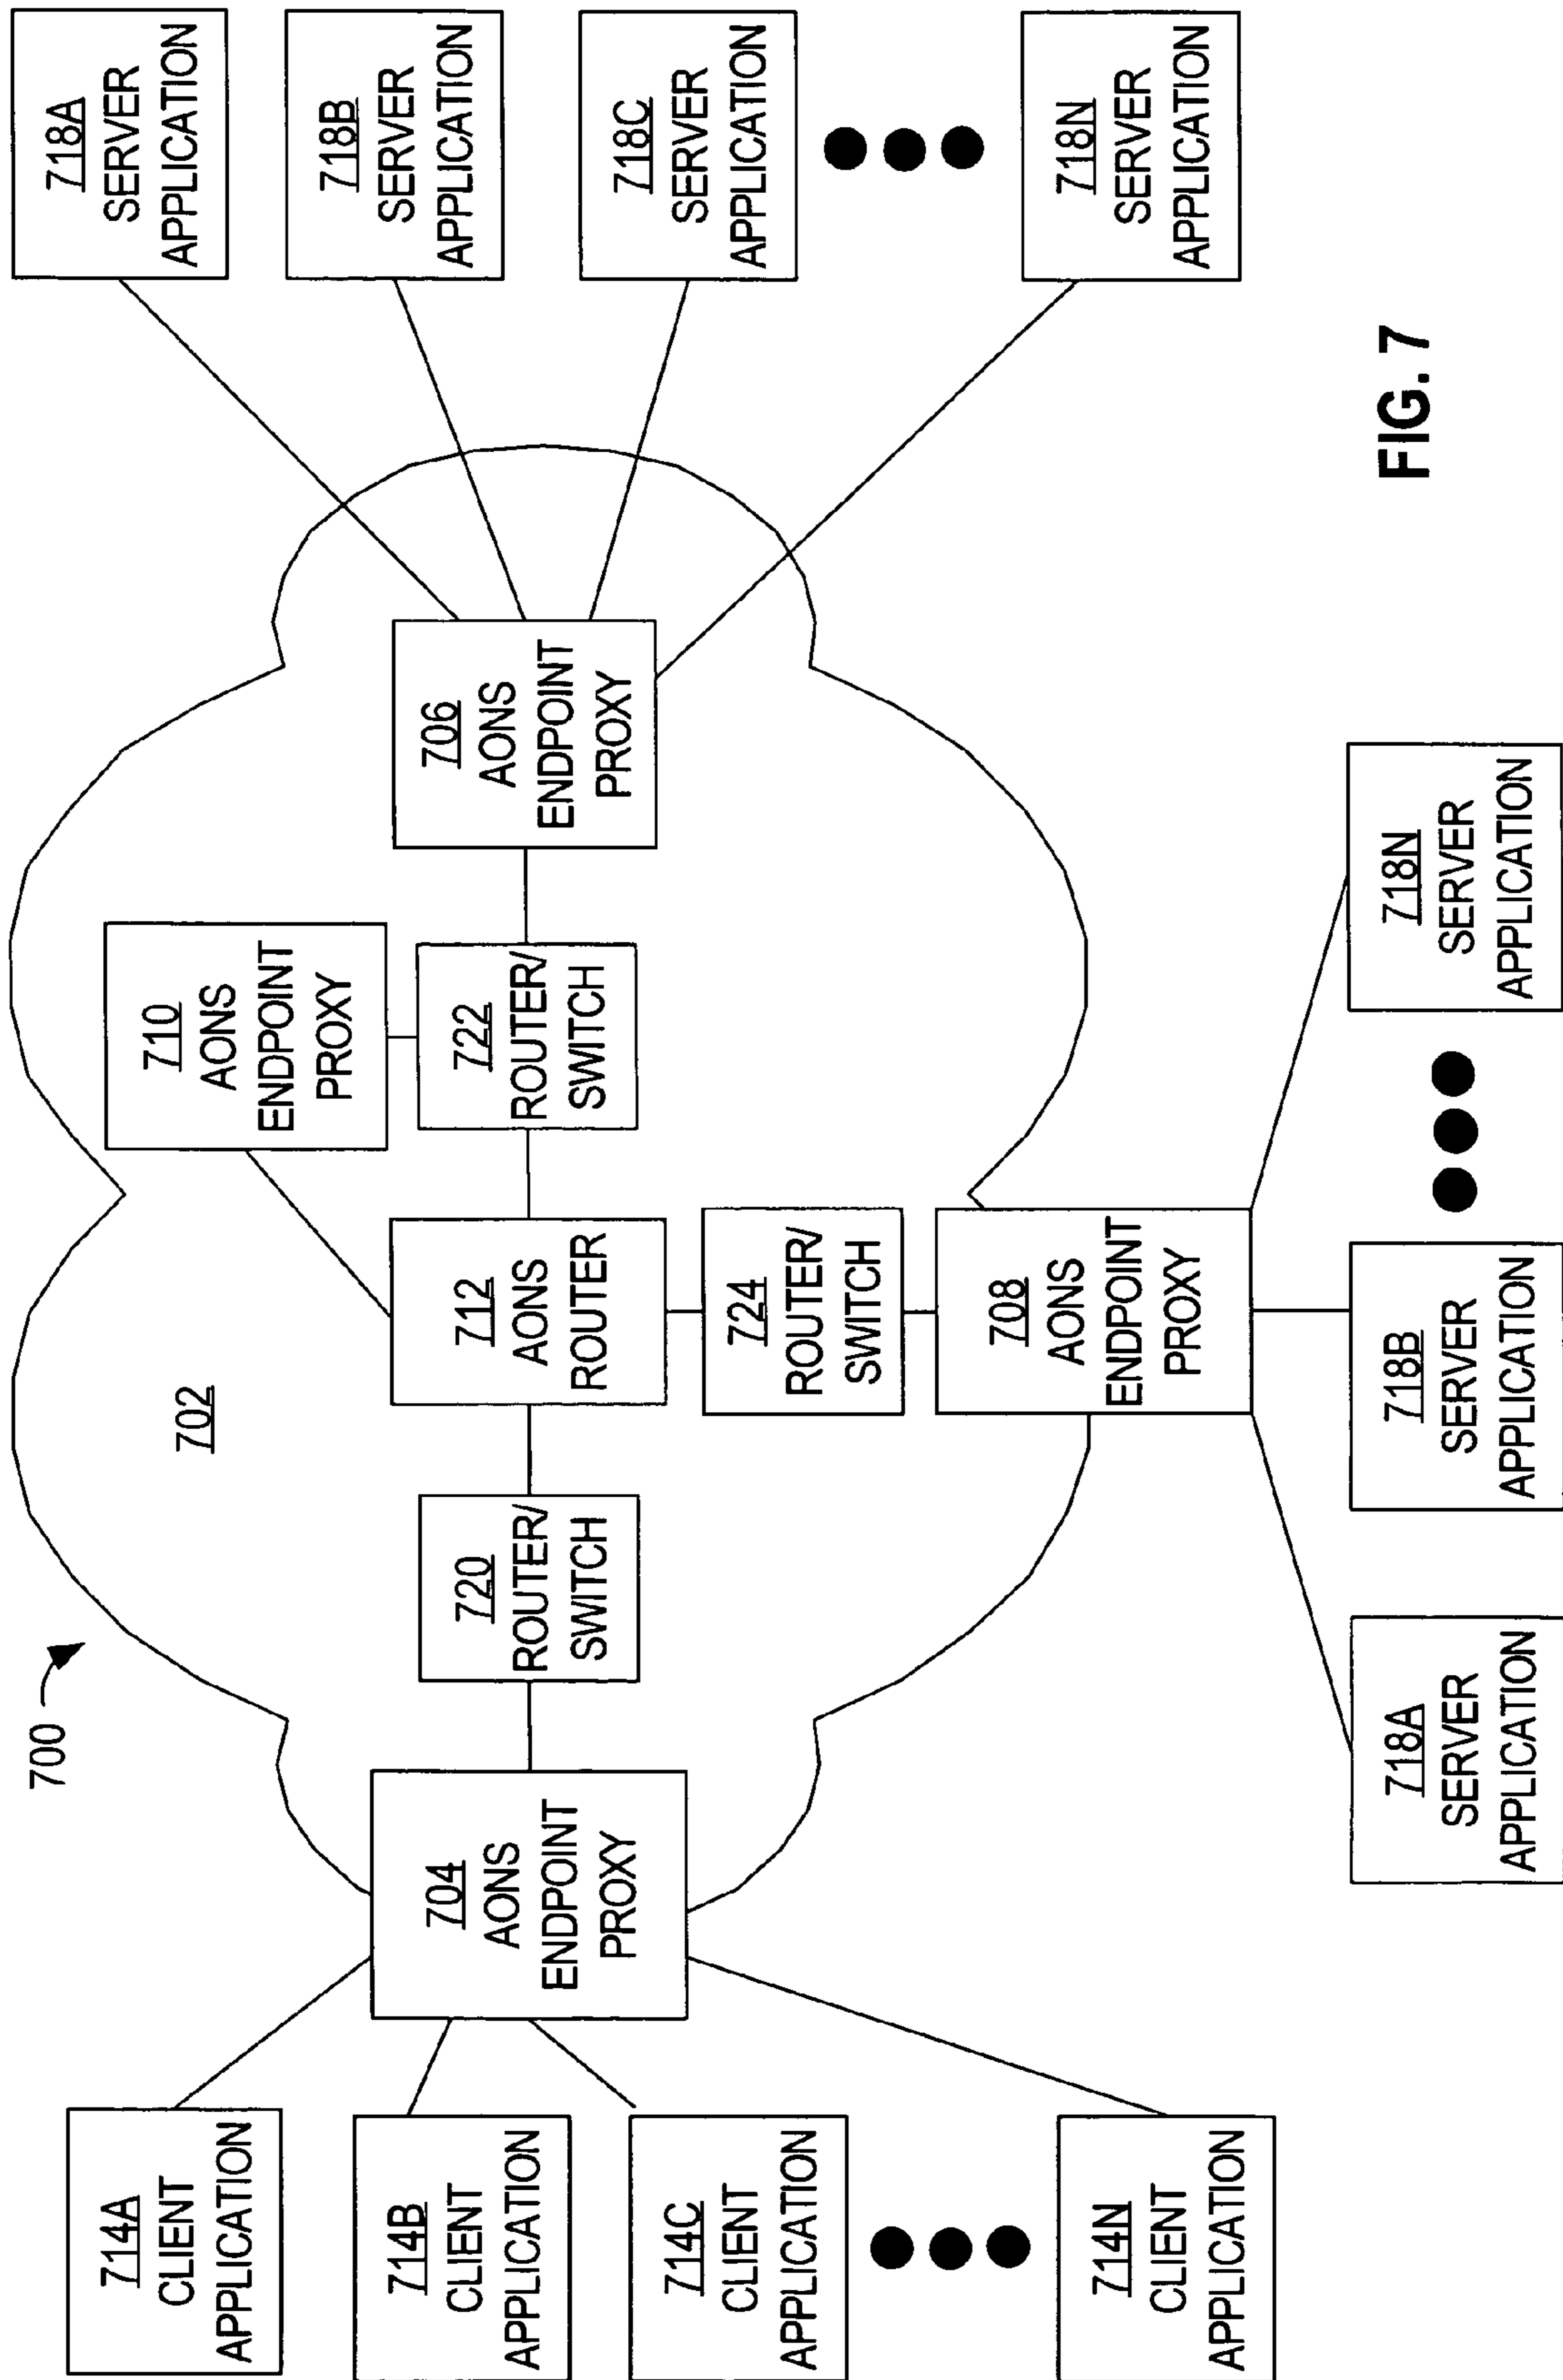 700
702
714A
CLIENT
APPLICATION
714B
CLIENT
APPLICATION
714C
CLIENT
APPLICATION
714N
CLIENT
APPLICATION
704
AONS
ENDPOINT
PROXY
720
ROUTER/
SWITCH
712
AONS
ROUTER
710
AONS
ENDPOINT
PROXY
722
ROUTER/
SWITCH
706
AONS
ENDPOINT
PROXY
724
ROUTER/
SWITCH
708
AONS
ENDPOINT
PROXY
718A
SERVER
APPLICATION
718B
SERVER
APPLICATION
718C
SERVER
APPLICATION
718N
SERVER
APPLICATION
718A
SERVER
APPLICATION
718B
SERVER
APPLICATION
718N
SERVER
APPLICATION
FIG. 7